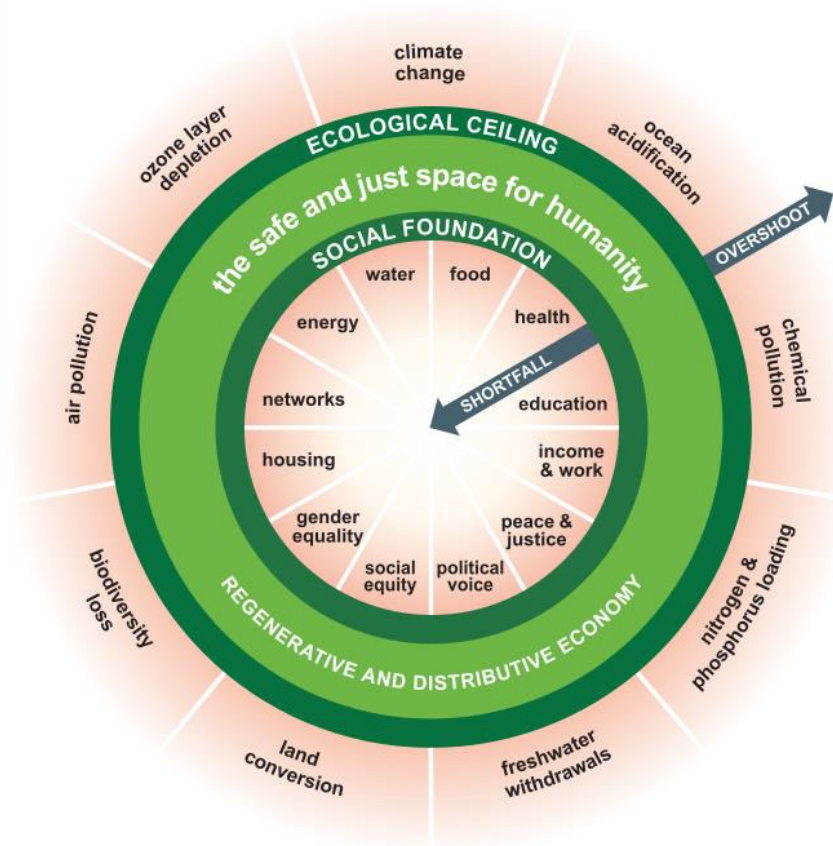 climate
change
ocean
acidification
chemical
pollution
nitrogen &
phosphorus loading
freshwater
withdrawals
land
conversion
biodiversity
loss
air pollution
ozone layer
depletion
ECOLOGICAL CEILING
OVERSHOOT
the safe and just space for humanity
SOCIAL FOUNDATION
water
food
health
SHORTFALL
education
income
& work
peace &
justice
political
voice
social
equity
gender
equality
housing
networks
energy
REGENERATIVE AND DISTRIBUTIVE ECONOMY